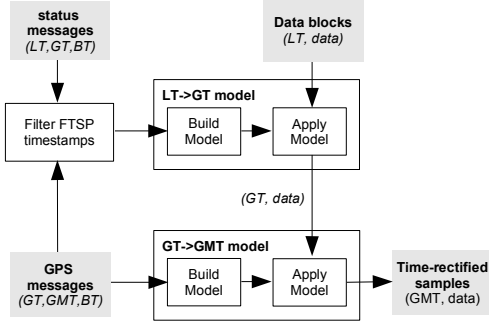 status
messages
(LT,GT,BT)
Data blocks
(LT, data)
LT->GT model
Filter FTSP
timestamps
Build
Model
Apply
Model
(GT, data)
GT->GMT model
GPS
messages
(GT,GMT,BT)
Build
Model
Apply
Model
Time-rectified
samples
(GMT, data)